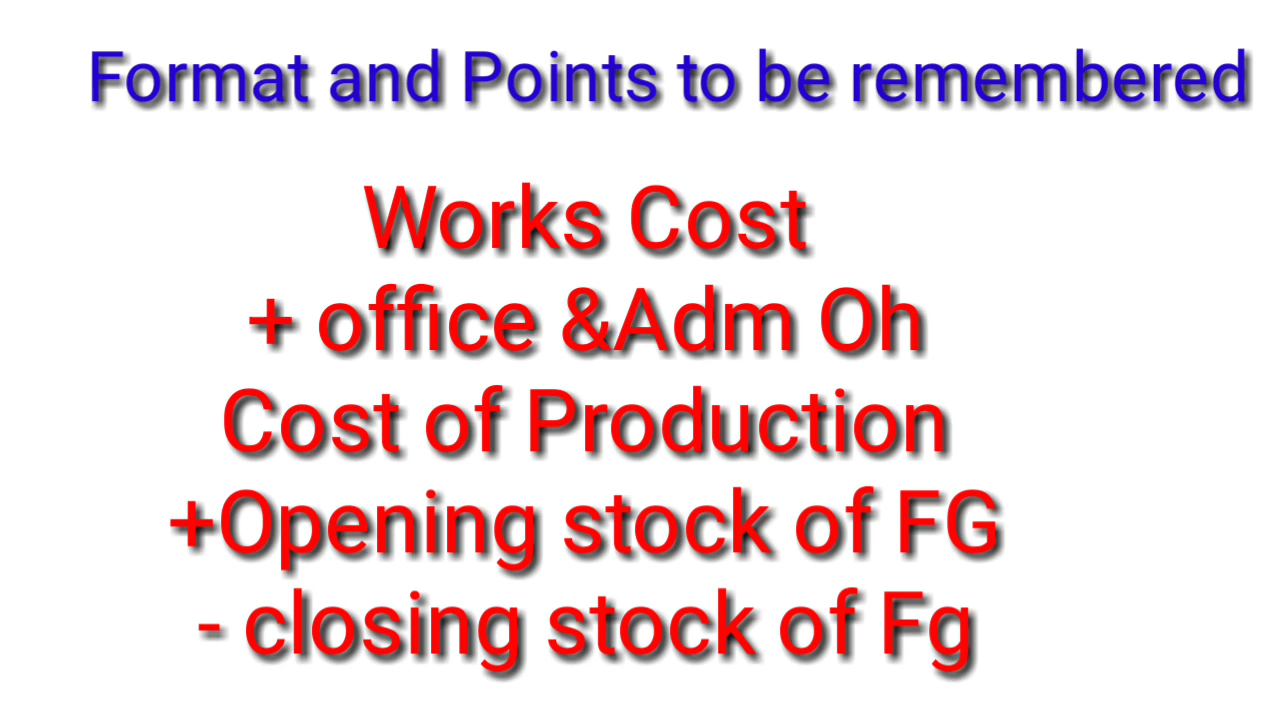 Format and Points to be remembered
Works Cost
+ office &Adm Oh
Cost of Production
+Opening stock of FG
- closing stock of Fg